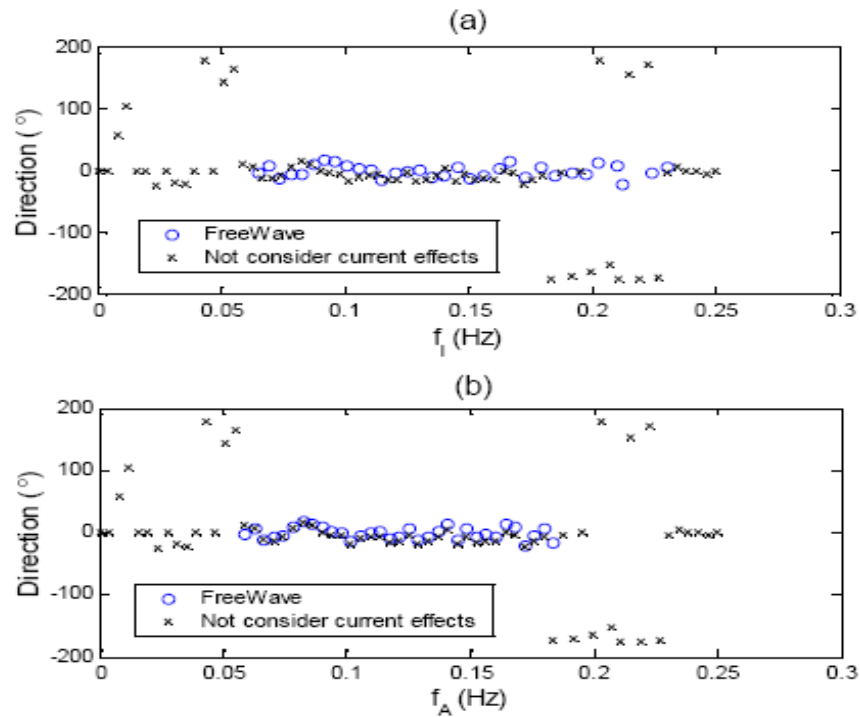 (a)
200
100
0
-100
-200
Direction (°)
FreeWave
Not consider current effects
0 0.05 0.1 0.15 0.2 0.25 0.3
f_I (Hz)
(b)
200
100
0
-100
-200
Direction (°)
FreeWave
Not consider current effects
0 0.05 0.1 0.15 0.2 0.25 0.3
f_A (Hz)